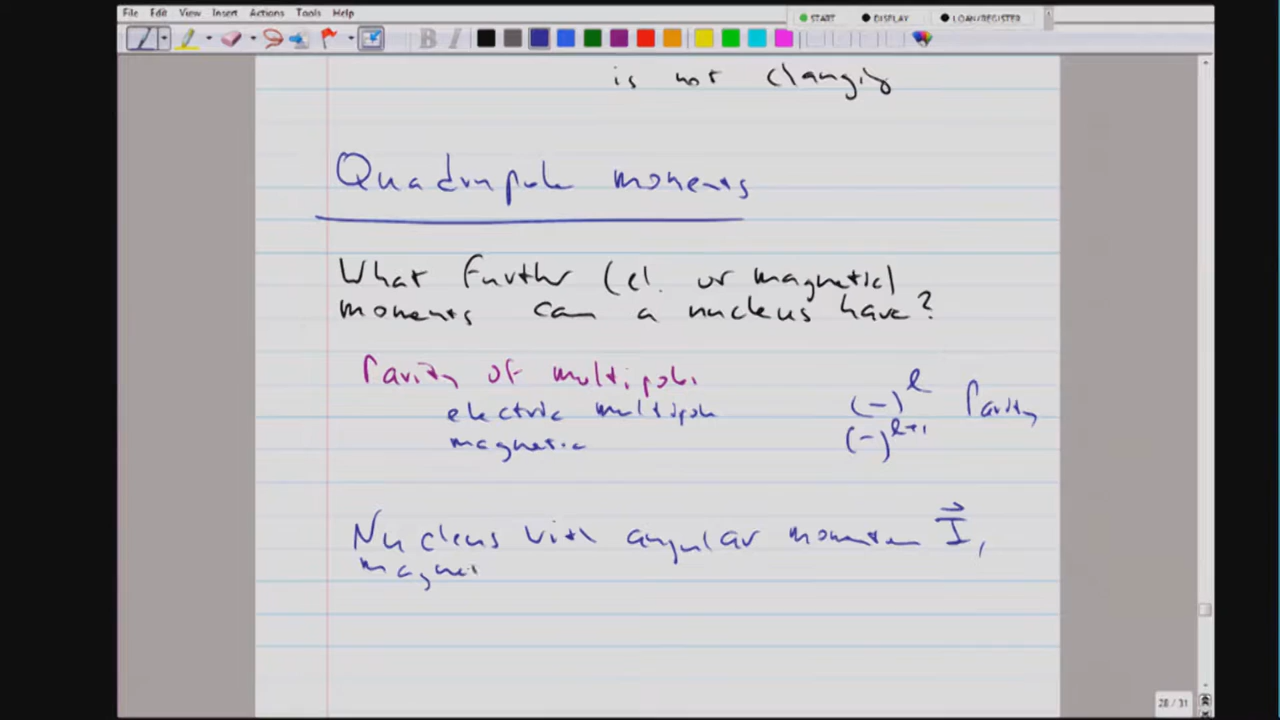 File Edit View Insert Actions Tools Help
START DISPLAY LOAN/REGISTER
B I
is not changing
Quadrupole moments
What further (el. or magnetic)
moments can a nucleus have?
Parity of multipole
electric multipole (-)^l Parity
magnetic (-)^l+1
Nucleus with angular momentum I,
magnet
28 / 31